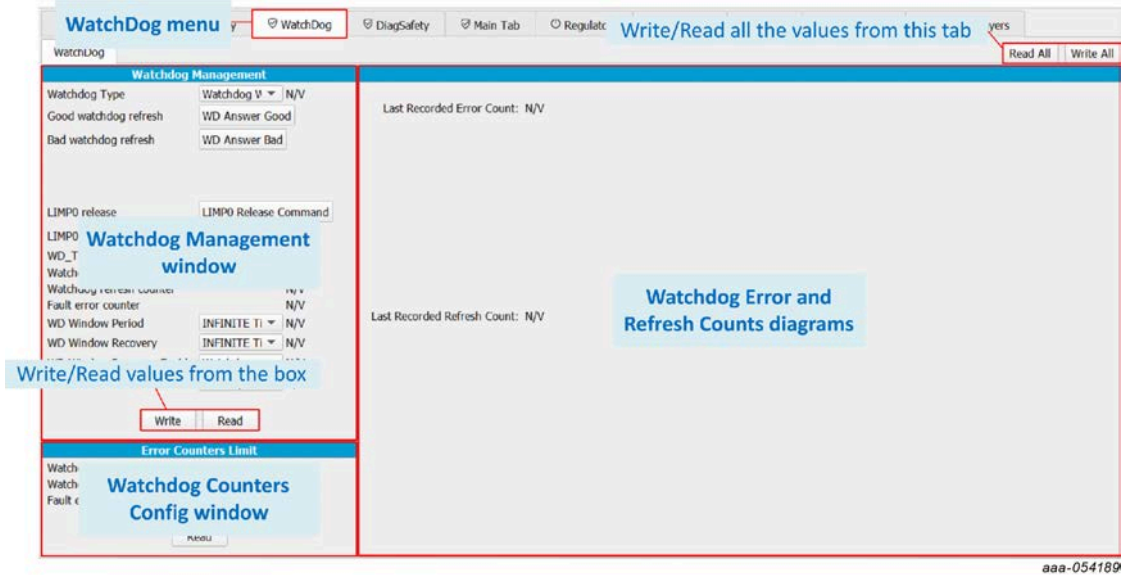 WatchDog menu
WatchDog
DiagSafety
Main Tab
Write/Read all the values from this tab
WatchDog
Read All
Write All
Watchdog Management
Watchdog Type
N/V
Good watchdog refresh
WD Answer Good
Last Recorded Error Count: N/V
Bad watchdog refresh
WD Answer Bad
LIMP0 release
LIMP0 Release Command
LIMP0
Watchdog Management
window
Fault error counter
N/V
WD Window Period
INFINITE Ti
N/V
Last Recorded Refresh Count: N/V
WD Window Recovery
INFINITE Ti
N/V
Watchdog Error and
Refresh Counts diagrams
Write/Read values from the box
Write
Read
Error Counters Limit
Watchdog Counters
Config window
Read
aaa-054189